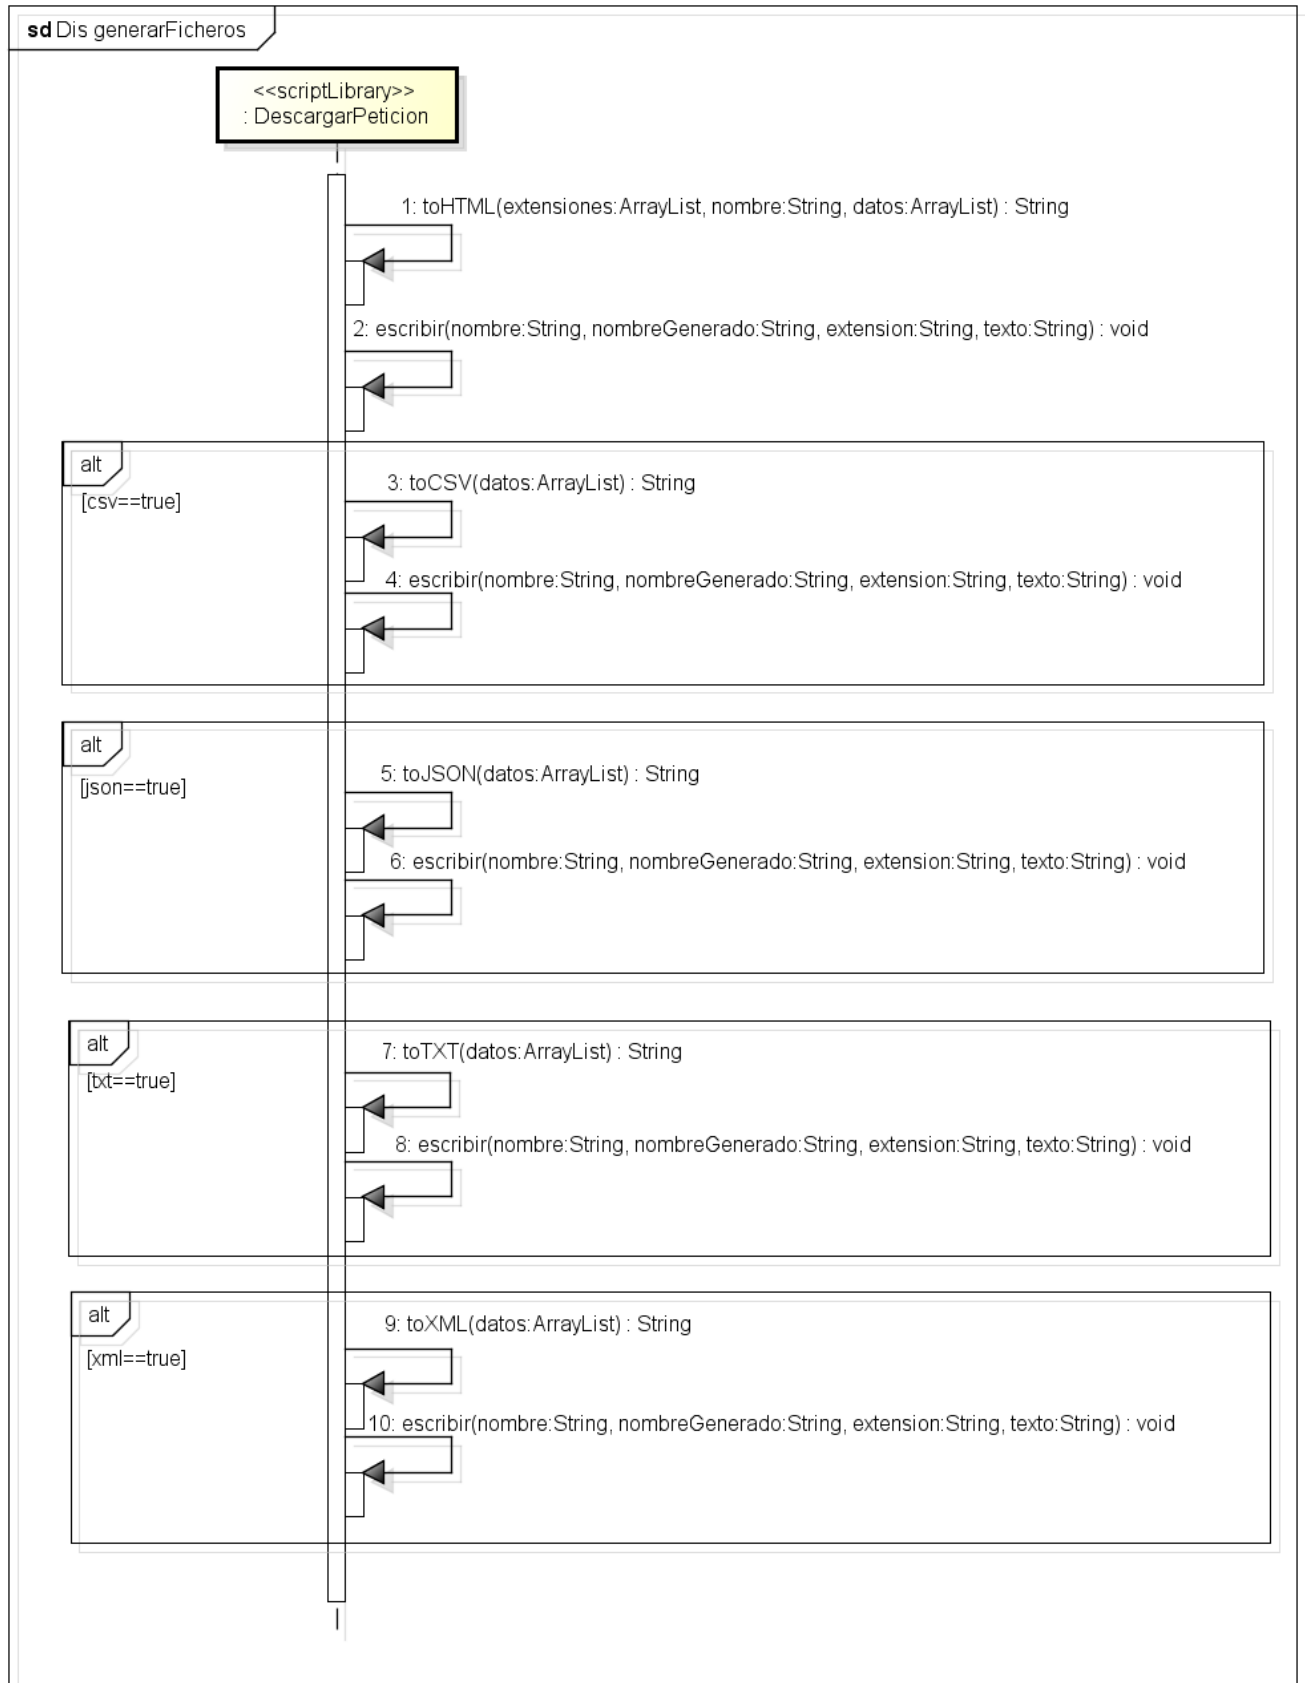 sd Dis generarFicheros
<<scriptLibrary>>
: DescargarPeticion
1: toHTML(extensiones:ArrayList, nombre:String, datos:ArrayList) : String
2: escribir(nombre:String, nombreGenerado:String, extension:String, texto:String) : void
alt
[csv==true]
3: toCSV(datos:ArrayList) : String
4: escribir(nombre:String, nombreGenerado:String, extension:String, texto:String) : void
alt
[json==true]
5: toJSON(datos:ArrayList) : String
6: escribir(nombre:String, nombreGenerado:String, extension:String, texto:String) : void
alt
[txt==true]
7: toTXT(datos:ArrayList) : String
8: escribir(nombre:String, nombreGenerado:String, extension:String, texto:String) : void
alt
[xml==true]
9: toXML(datos:ArrayList) : String
10: escribir(nombre:String, nombreGenerado:String, extension:String, texto:String) : void